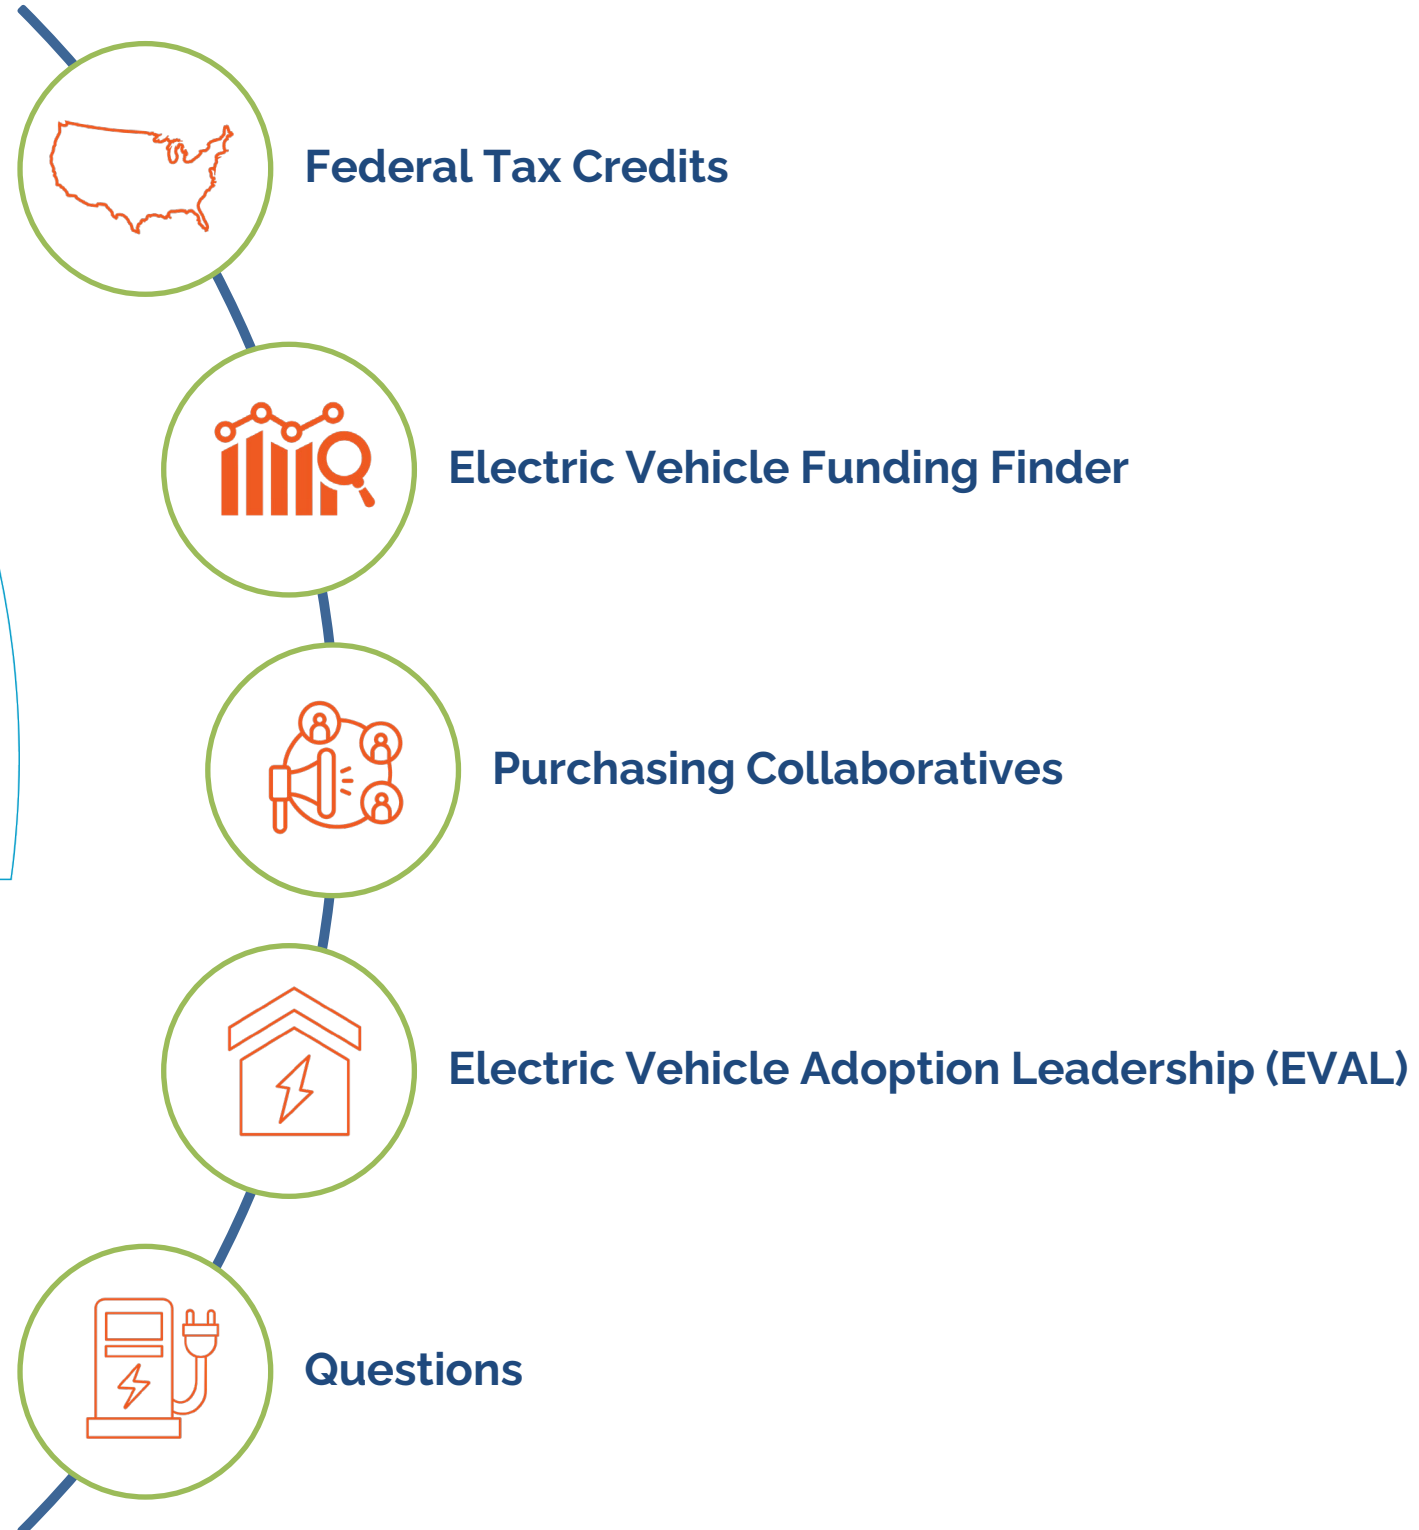 Federal Tax Credits
Electric Vehicle Funding Finder
Purchasing Collaboratives
Electric Vehicle Adoption Leadership (EVAL)
Questions